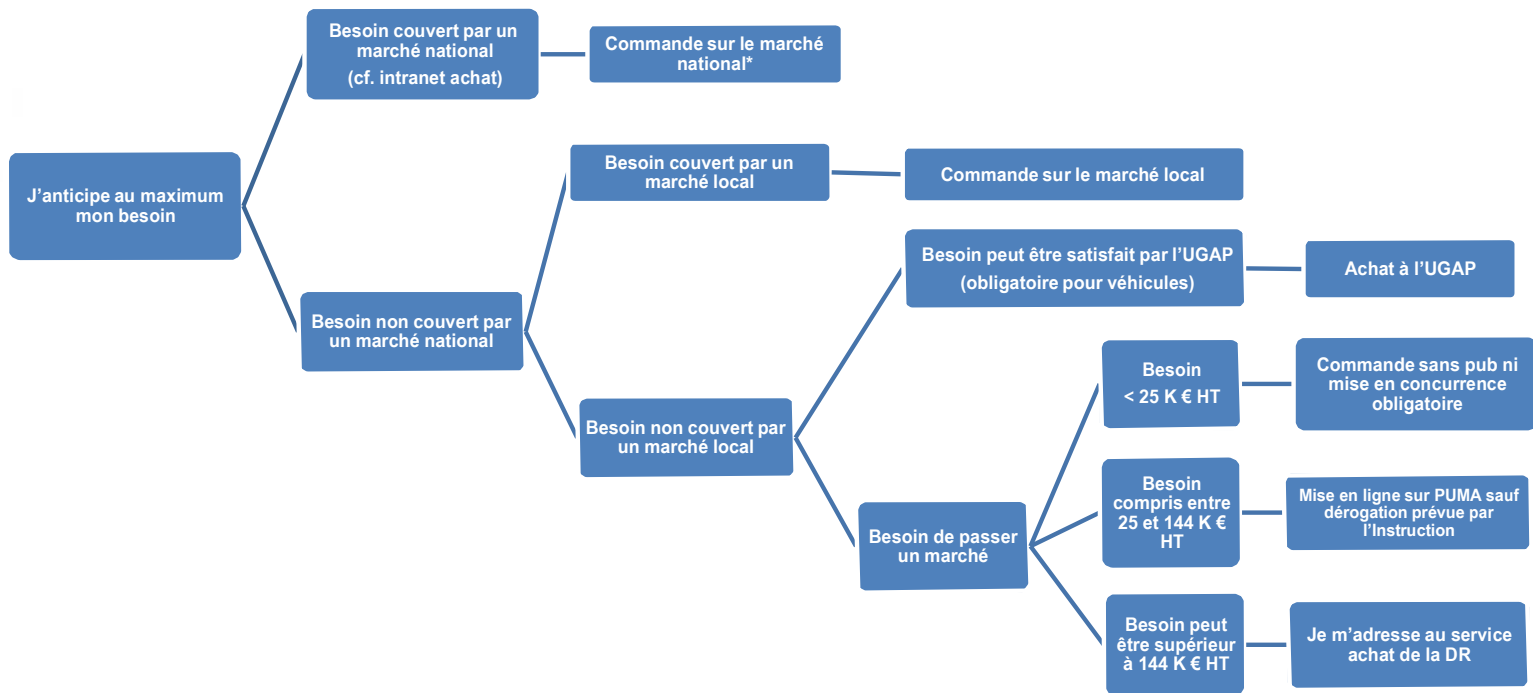 Besoin couvert par un
marché national
(cf. intranet achat)
Commande sur le marché
national*
J’anticipe au maximum
mon besoin
Besoin couvert par un
marché local
Commande sur le marché local
Besoin non couvert par
un marché national
Besoin peut être satisfait par l’UGAP
(obligatoire pour véhicules)
Achat à l’UGAP
Besoin non couvert par
un marché local
Besoin
< 25 K € HT
Commande sans pub ni
mise en concurrence
obligatoire
Besoin de passer
un marché
Besoin
compris entre
25 et 144 K €
HT
Mise en ligne sur PUMA sauf
dérogation prévue par
l’Instruction
Besoin peut
être supérieur
à 144 K € HT
Je m’adresse au service
achat de la DR